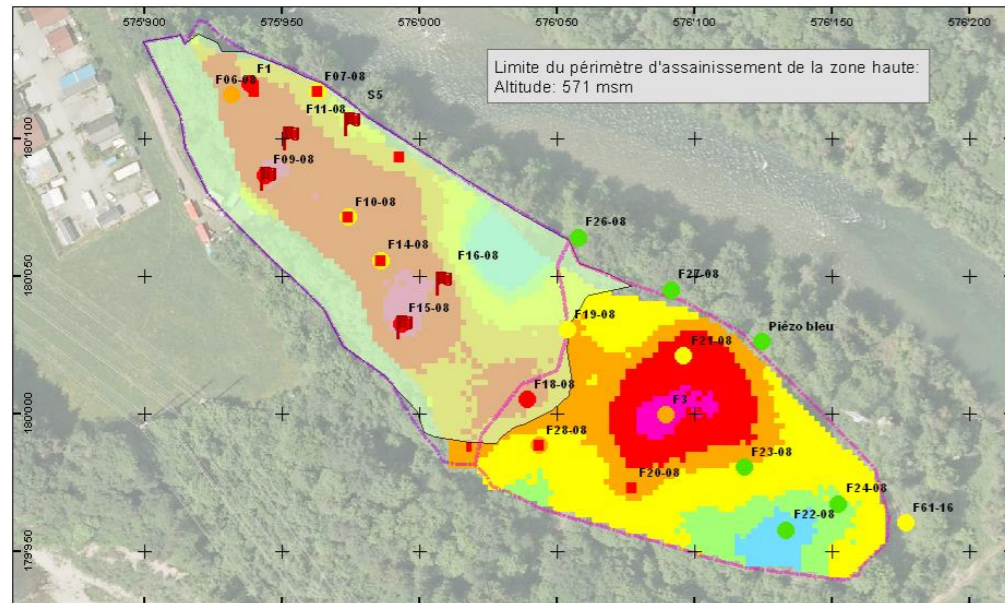 575'900
575'950
576'000
576'050
576'100
576'150
576'200
Limite du périmètre d'assainissement de la zone haute:
Altitude: 571 msm
F1
F07-08
F06-08
S5
F11-08
180'100
F09-08
F10-08
F26-08
F14-08
F16-08
180'050
F27-08
F15-08
F19-08
Piézo bleu
F21-08
F18-08
F3
180'000
F28-08
F23-08
F20-08
F24-08
F22-08
F61-16
179'950